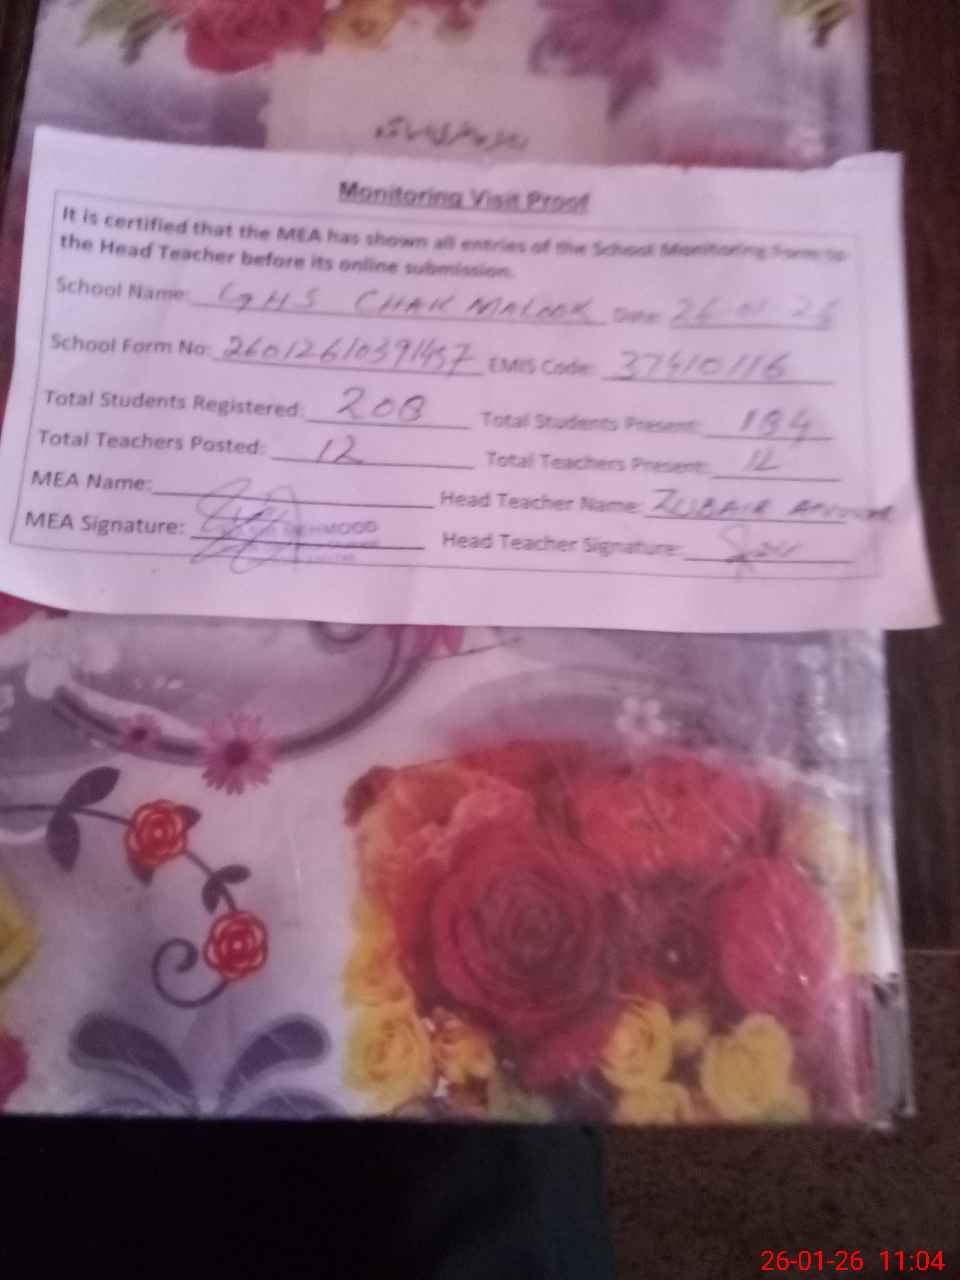 Monitoring Visit Proof
It is certified that the MEA has shown all entries of the School Monitoring Form to
the Head Teacher before its online submission.
School Name: GHS CHAK MALOOK Date: 26-01-26
School Form No: 26012610391457 EMIS Code: 37410116
Total Students Registered: 208 Total Students Present: 194
Total Teachers Posted: 12 Total Teachers Present: 12
MEA Name: Head Teacher Name: ZUBAIR
MEA Signature: Head Teacher Signature:
26-01-26 11:04